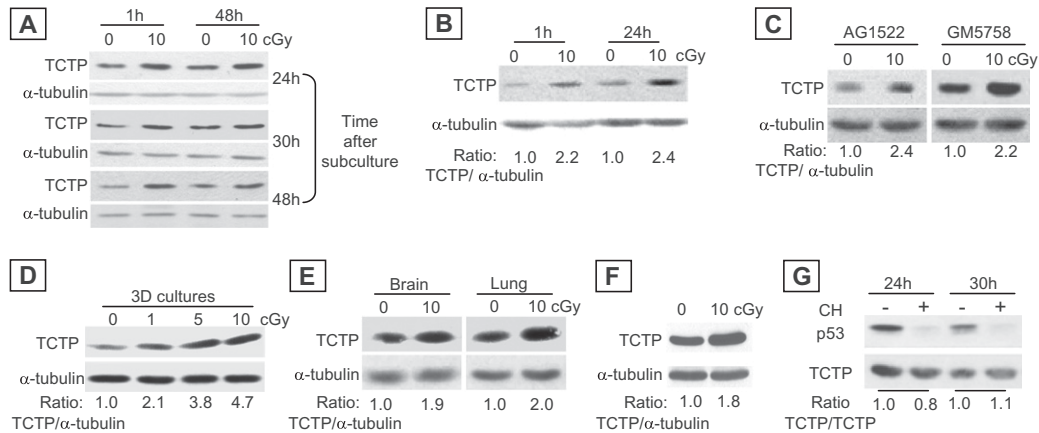 A
1h 48h
0 10 0 10 cGy
TCTP
24h
α-tubulin
TCTP
30h
α-tubulin
TCTP
48h
α-tubulin
Time
after
subculture
B
1h 24h
0 10 0 10 cGy
TCTP
α-tubulin
Ratio: 1.0 2.2 1.0 2.4
TCTP/ α-tubulin
C
AG1522 GM5758
0 10 0 10 cGy
TCTP
α-tubulin
Ratio: 1.0 2.4 1.0 2.2
TCTP/ α-tubulin
D
3D cultures
0 1 5 10 cGy
TCTP
α-tubulin
Ratio: 1.0 2.1 3.8 4.7
TCTP/α-tubulin
E
Brain Lung
0 10 0 10 cGy
TCTP
α-tubulin
Ratio: 1.0 1.9 1.0 2.0
TCTP/α-tubulin
F
0 10 cGy
TCTP
α-tubulin
Ratio: 1.0 1.8
TCTP/α-tubulin
G
24h 30h
CH - + - +
p53
TCTP
Ratio 1.0 0.8 1.0 1.1
TCTP/TCTP